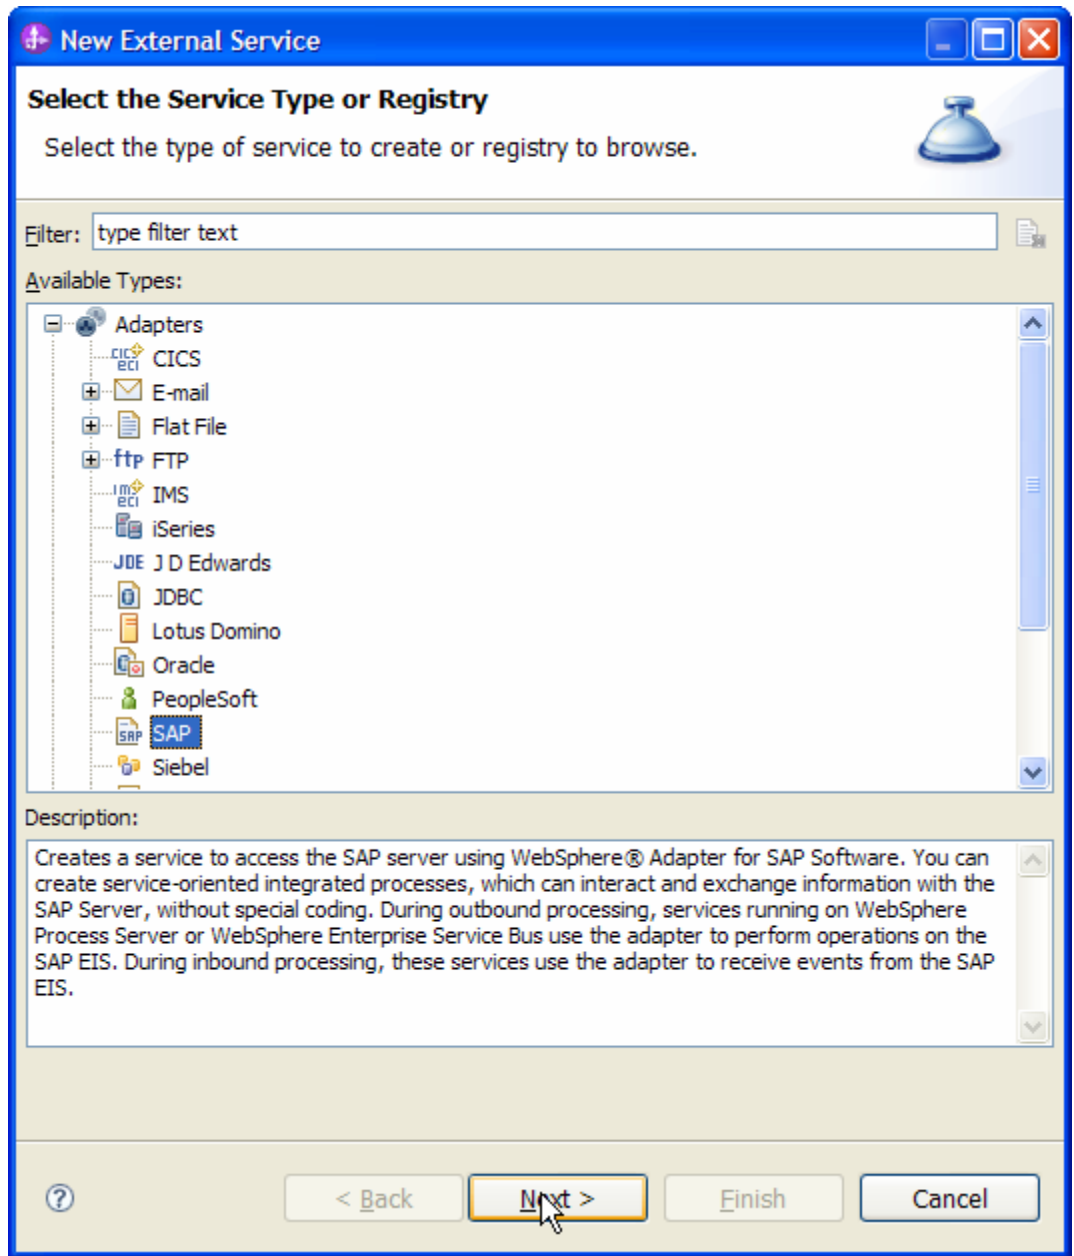 New External Service
Select the Service Type or Registry
Select the type of service to create or registry to browse.
Filter: type filter text
Available Types:
Adapters
CICS
E-mail
Flat File
FTP
IMS
iSeries
JDE J D Edwards
JDBC
Lotus Domino
Oracle
PeopleSoft
SAP
Siebel
Description:
Creates a service to access the SAP server using WebSphere® Adapter for SAP Software. You can
create service-oriented integrated processes, which can interact and exchange information with the
SAP Server, without special coding. During outbound processing, services running on WebSphere
Process Server or WebSphere Enterprise Service Bus use the adapter to perform operations on the
SAP EIS. During inbound processing, these services use the adapter to receive events from the SAP
EIS.
< Back Next > Finish Cancel